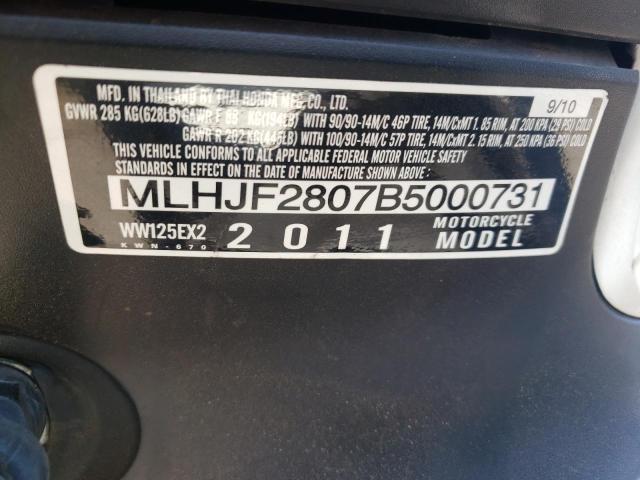 MFD. IN THAILAND BY THAI HONDA MFG. CO., LTD. 9/10
GVWR 285 KG(628LB) GAWR F 88 KG(194LB) WITH 90/90-14M/C 46P TIRE, 14M/CxMT 1.85 RIM, AT 200 KPA (29 PSI) COLD
GAWR R 202 KG(445LB) WITH 100/90-14M/C 57P TIRE, 14M/CxMT 2.15 RIM, AT 250 KPA (36 PSI) COLD
THIS VEHICLE CONFORMS TO ALL APPLICABLE FEDERAL MOTOR VEHICLE SAFETY
STANDARDS IN EFFECT ON THE DATE OF MANUFACTURE SHOWN ABOVE.
MLHJF2807B5000731
WW125EX2 2011 MOTORCYCLE
KWN-670 MODEL